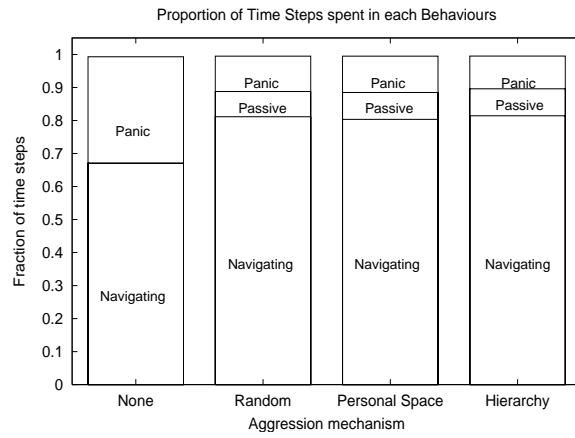 Proportion of Time Steps spent in each Behaviours
1
0.9
0.8
0.7
0.6
0.5
0.4
0.3
0.2
0.1
0
Fraction of time steps
Panic
Navigating
Panic
Passive
Navigating
Panic
Passive
Navigating
Panic
Passive
Navigating
None Random Personal Space Hierarchy
Aggression mechanism